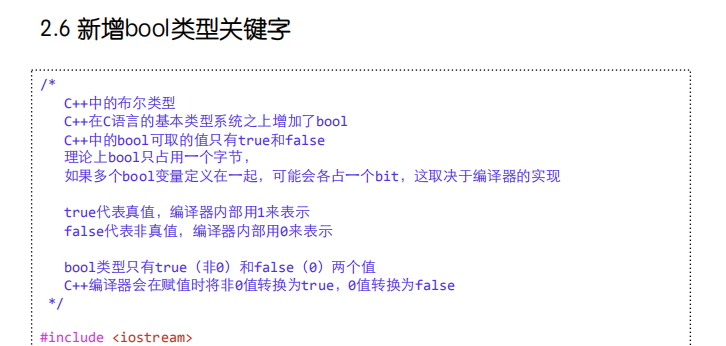 2.6 新增bool类型关键字
/*
C++中的布尔类型
C++在C语言的基本类型系统之上增加了bool
C++中的bool可取的值只有true和false
理论上bool只占用一个字节，
如果多个bool变量定义在一起，可能会各占一个bit，这取决于编译器的实现
true代表真值，编译器内部用1来表示
false代表非真值，编译器内部用0来表示
bool类型只有true（非0）和false（0）两个值
C++编译器会在赋值时将非0值转换为true，0值转换为false
*/
#include <iostream>